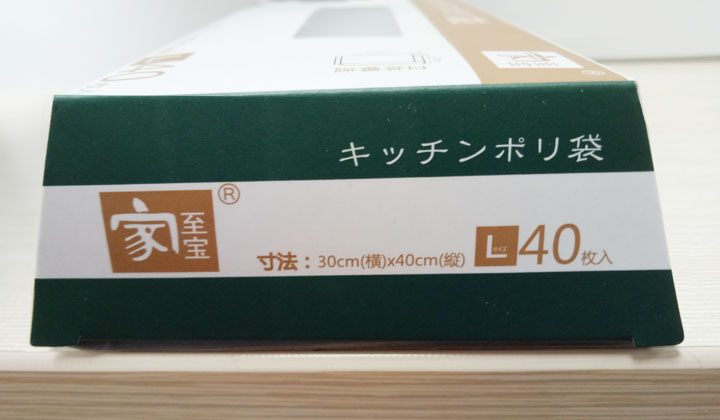 キッチンポリ袋
家至宝®
寸法：30cm(横)x40cm(縦)
Lサイズ 40枚入